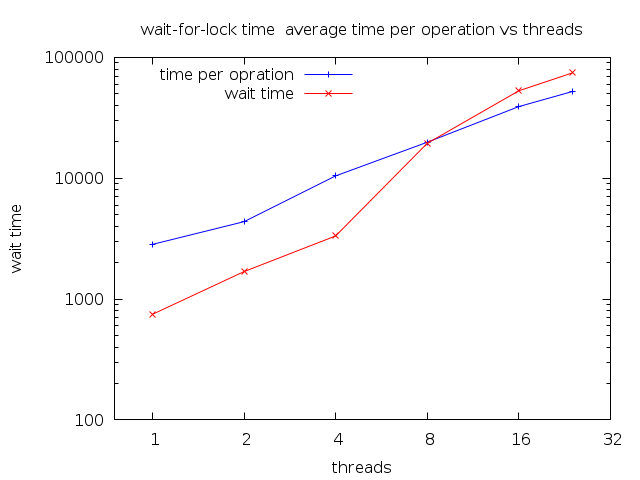 wait-for-lock time  average time per operation vs threads
100000
time per opration
wait time
10000
wait time
1000
100
1 2 4 8 16 32
threads